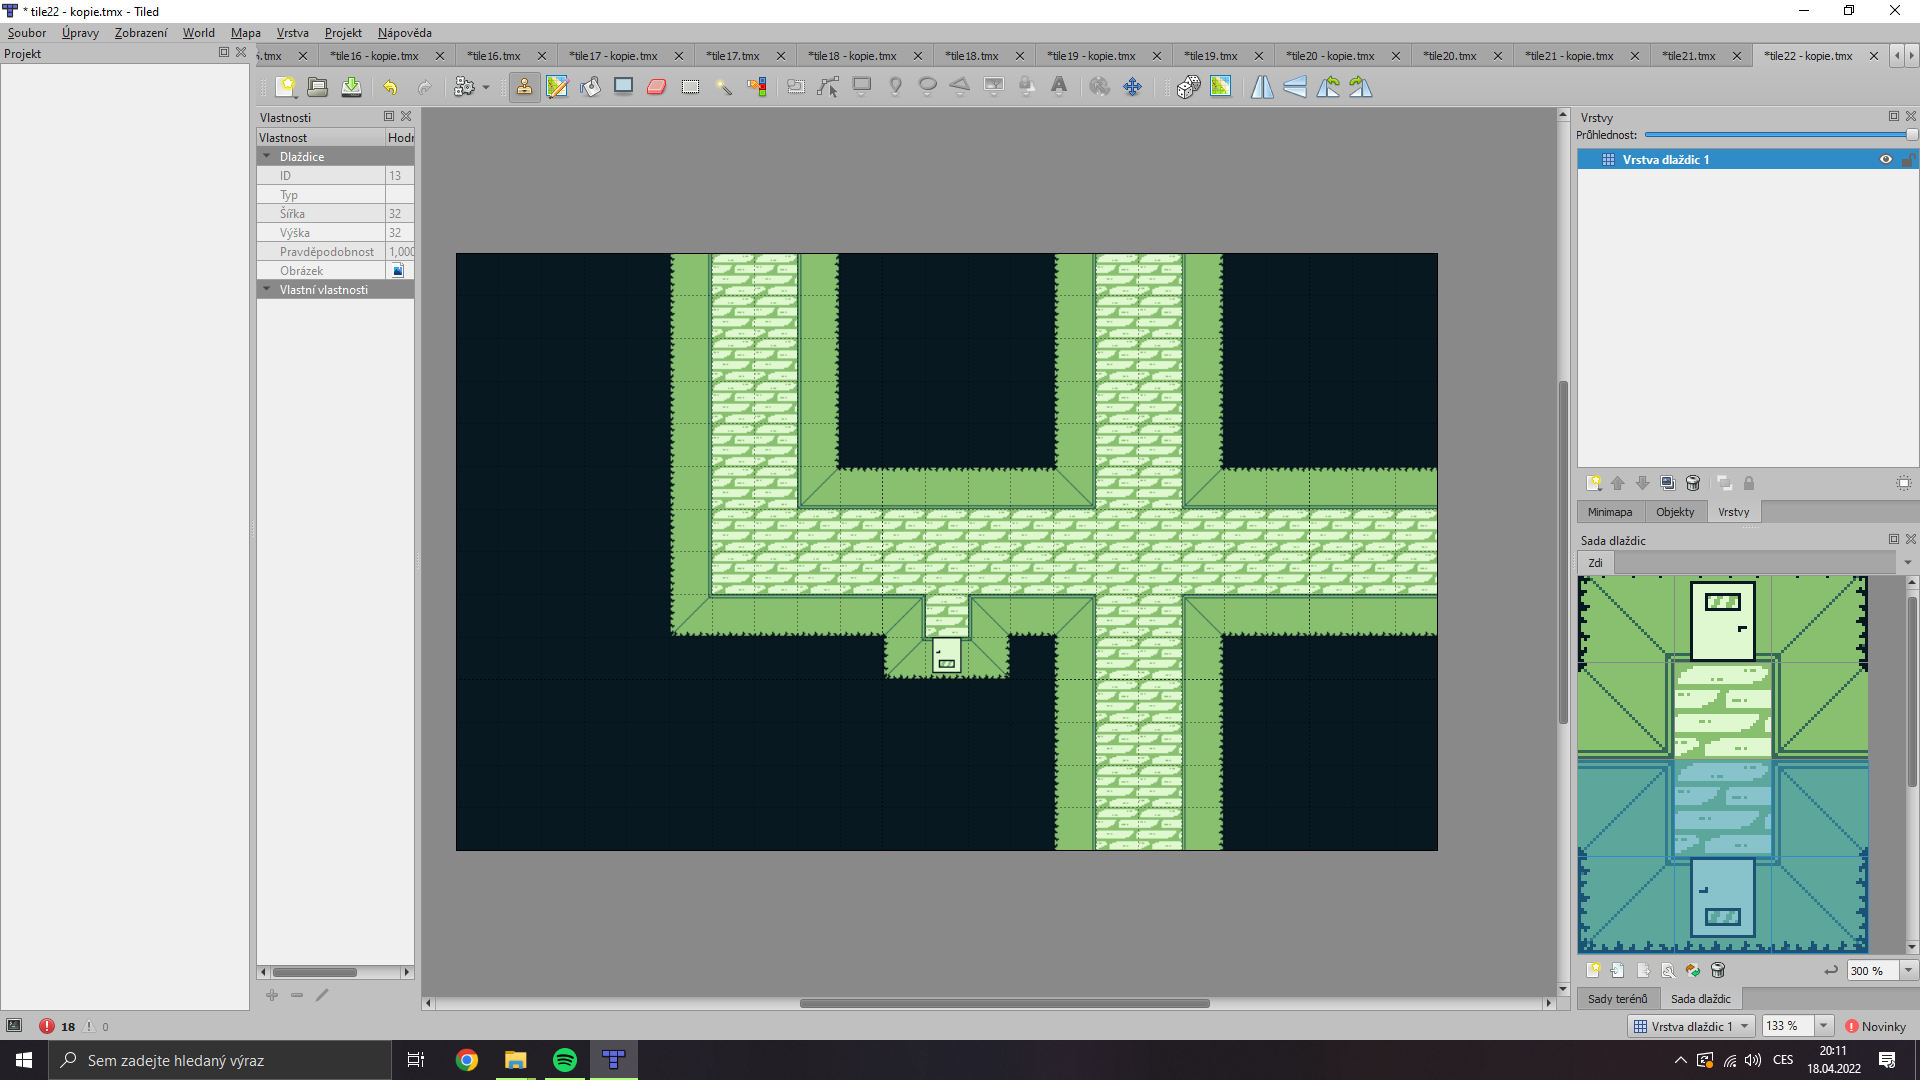 * tile22 - kopie.tmx - Tiled
Soubor Úpravy Zobrazení World Mapa Vrstva Projekt Nápověda
Projekt
.tmx *tile16 - kopie.tmx *tile16.tmx *tile17 - kopie.tmx *tile17.tmx *tile18 - kopie.tmx *tile18.tmx *tile19 - kopie.tmx *tile19.tmx *tile20 - kopie.tmx *tile20.tmx *tile21 - kopie.tmx *tile21.tmx *tile22 - kopie.tmx
Vlastnosti
Vlastnost Hodr
Dlaždice
ID 13
Typ
Šířka 32
Výška 32
Pravděpodobnost 1,000
Obrázek
Vlastní vlastnosti
Vrstvy
Průhlednost:
Vrstva dlaždic 1
Minimapa Objekty Vrstvy
Sada dlaždic
Zdi
300 %
Sady terénů Sada dlaždic
18 0
Vrstva dlaždic 1 133 % Novinky
Sem zadejte hledaný výraz
CES
20:11
18.04.2022